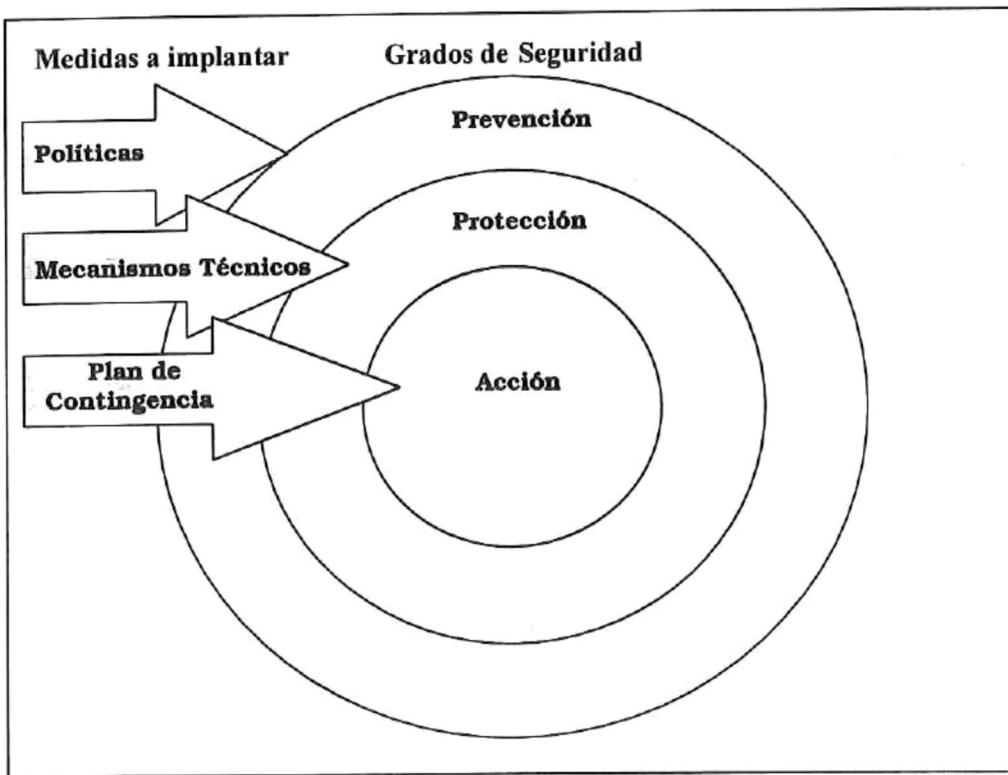 Medidas a implantar
Grados de Seguridad
Prevención
Políticas
Protección
Mecanismos Técnicos
Plan de
Contingencia
Acción